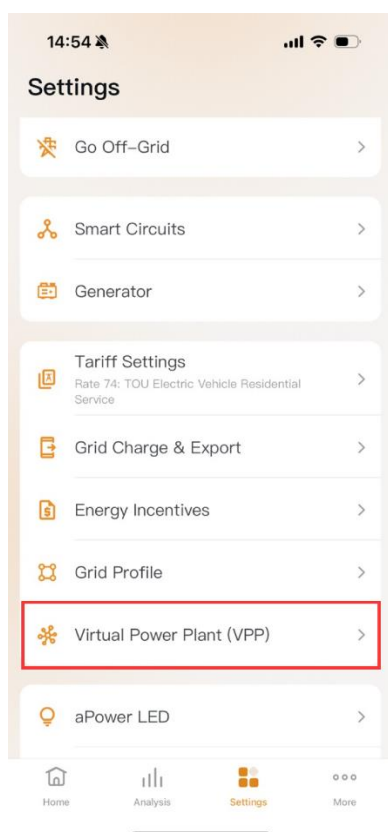 14:54
Settings
Go Off-Grid
Smart Circuits
Generator
Tariff Settings
Rate 74: TOU Electric Vehicle Residential
Service
Grid Charge & Export
Energy Incentives
Grid Profile
Virtual Power Plant (VPP)
aPower LED
Home Analysis Settings More